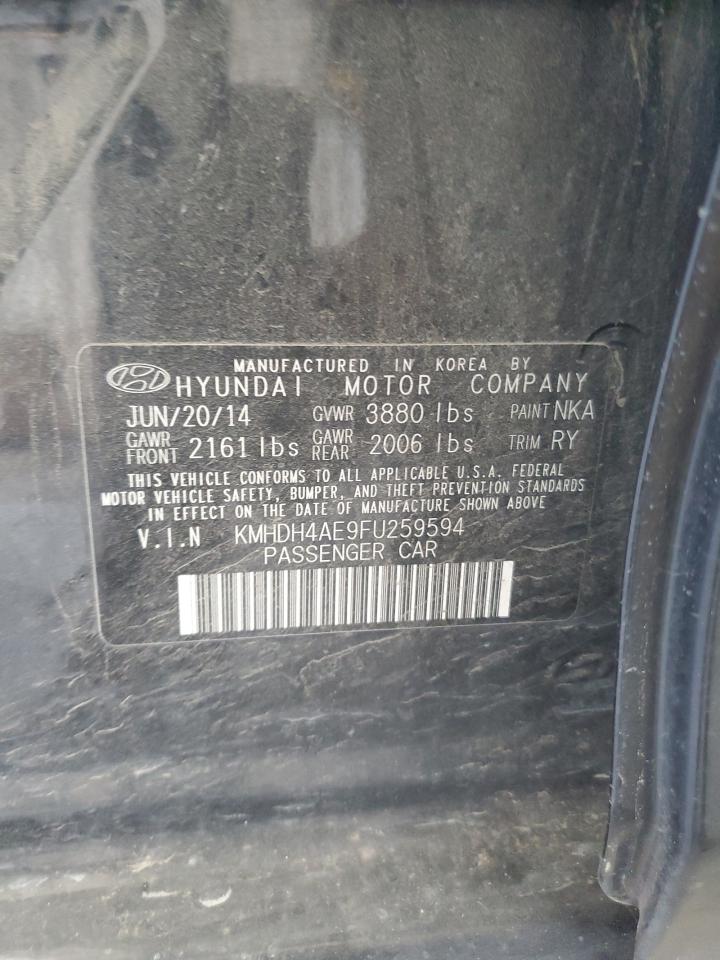 MANUFACTURED IN KOREA BY
HYUNDAI MOTOR COMPANY
JUN/20/14 GVWR 3880 lbs PAINT NKA
GAWR FRONT 2161 lbs GAWR REAR 2006 lbs TRIM RY
THIS VEHICLE CONFORMS TO ALL APPLICABLE U.S.A. FEDERAL
MOTOR VEHICLE SAFETY, BUMPER, AND THEFT PREVENTION STANDARDS
IN EFFECT ON THE DATE OF MANUFACTURE SHOWN ABOVE
V.I.N KMHDH4AE9FU259594
PASSENGER CAR